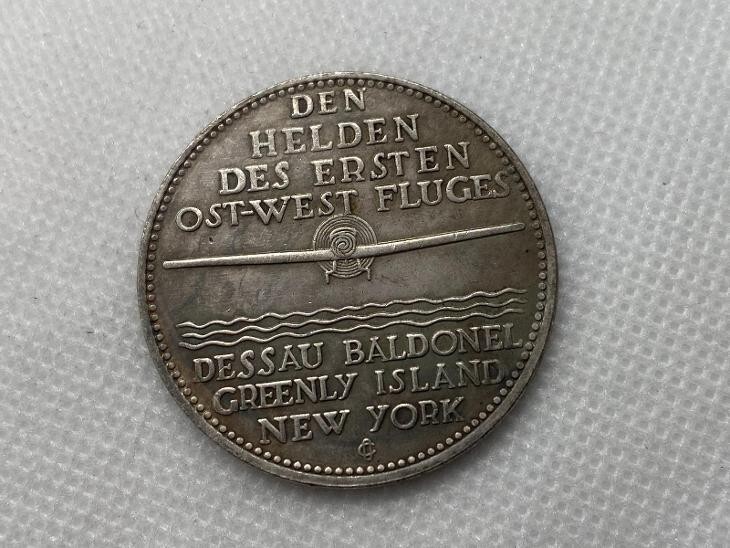 DEN
HELDEN
DES ERSTEN
OST-WEST FLUGES
DESSAU BALDONEL
GREENLY ISLAND
NEW YORK